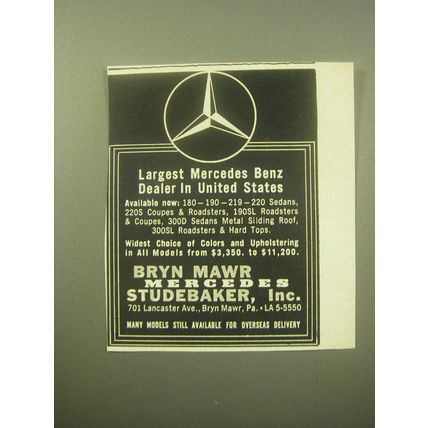 Largest Mercedes Benz
Dealer In United States
Available now: 180-190-219-220 Sedans,
220S Coupes & Roadsters, 190SL Roadsters
& Coupes, 300D Sedans Metal Sliding Roof,
300SL Roadsters & Hard Tops.
Widest Choice of Colors and Upholstering
in All Models from $3,350. to $11,200.
BRYN MAWR
MERCEDES
STUDEBAKER, Inc.
701 Lancaster Ave., Bryn Mawr, Pa. • LA 5-5550
MANY MODELS STILL AVAILABLE FOR OVERSEAS DELIVERY